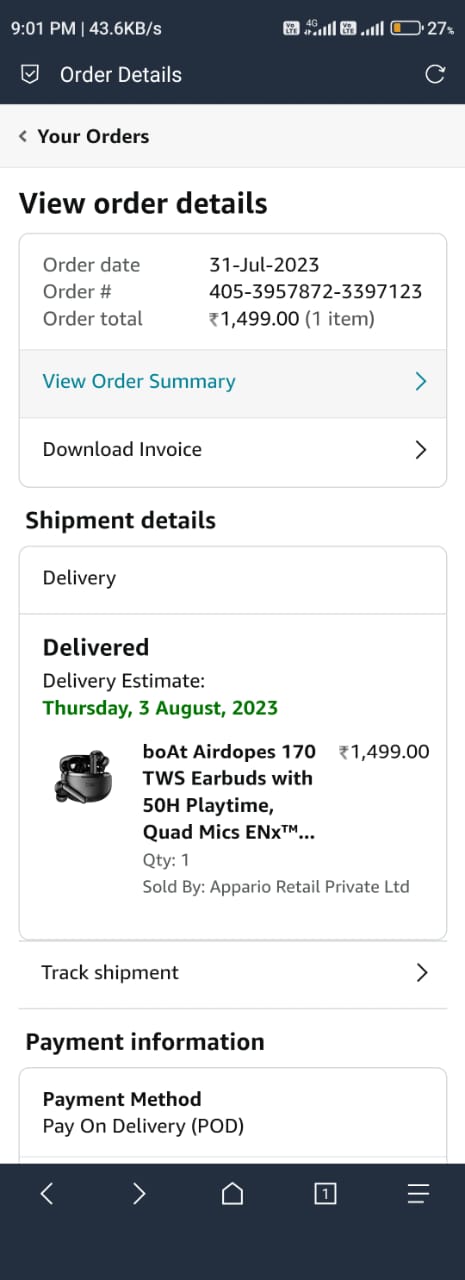 9:01 PM | 43.6KB/s Vo LTE 4G Vo LTE 27%
Order Details
Your Orders
View order details
Order date 31-Jul-2023
Order # 405-3957872-3397123
Order total ₹1,499.00 (1 item)
View Order Summary
Download Invoice
Shipment details
Delivery
Delivered
Delivery Estimate:
Thursday, 3 August, 2023
boAt Airdopes 170 ₹1,499.00
TWS Earbuds with
50H Playtime,
Quad Mics ENx™...
Qty: 1
Sold By: Appario Retail Private Ltd
Track shipment
Payment information
Payment Method
Pay On Delivery (POD)
1